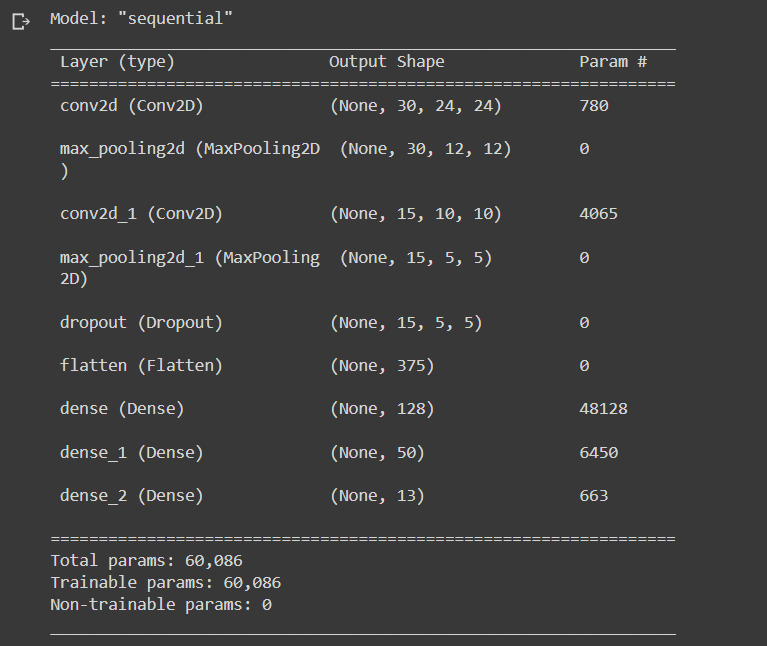 Model: "sequential"
Layer (type) Output Shape Param #
=================================================================
conv2d (Conv2D) (None, 30, 24, 24) 780
max_pooling2d (MaxPooling2D (None, 30, 12, 12) 0
)
conv2d_1 (Conv2D) (None, 15, 10, 10) 4065
max_pooling2d_1 (MaxPooling (None, 15, 5, 5) 0
2D)
dropout (Dropout) (None, 15, 5, 5) 0
flatten (Flatten) (None, 375) 0
dense (Dense) (None, 128) 48128
dense_1 (Dense) (None, 50) 6450
dense_2 (Dense) (None, 13) 663
=================================================================
Total params: 60,086
Trainable params: 60,086
Non-trainable params: 0